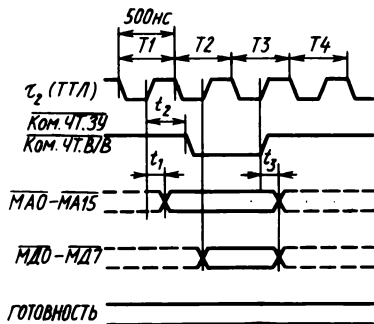 500нс
T1 T2 T3 T4
τ₂ (ТТЛ)
t₂
Ком. ЧТ. ЗУ
Ком. ЧТ. В/В
t₁ t₃
МА0–МА15
МД0–МД7
ГОТОВНОСТЬ